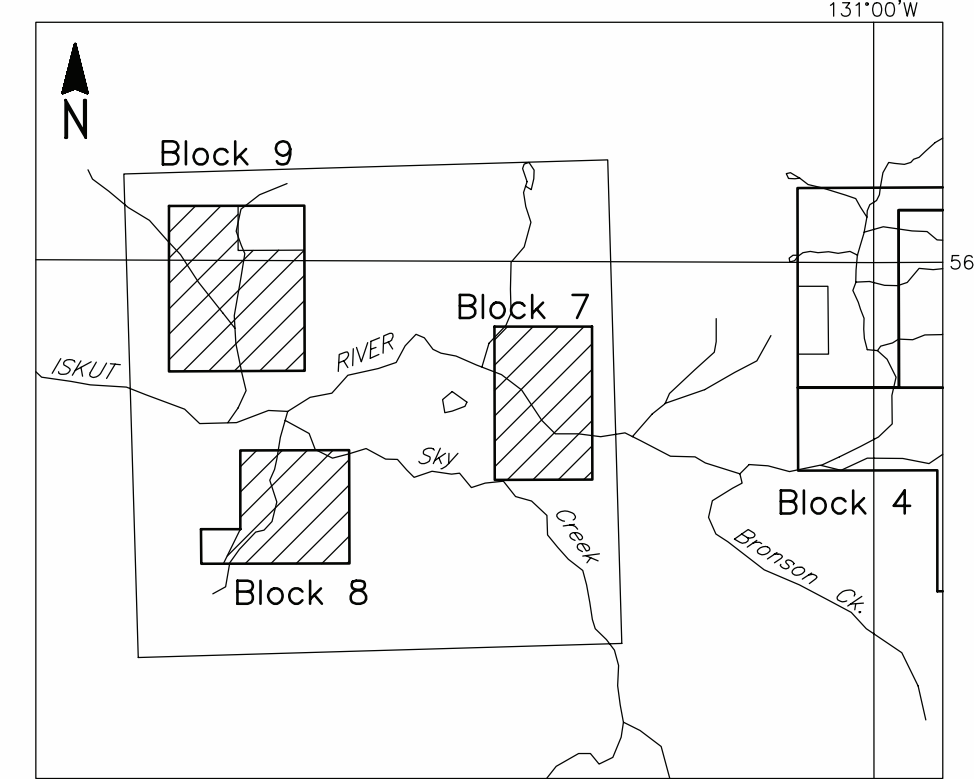 131°00'W
N
Block 9
56
Block 7
RIVER
ISKUT
Sky
Block 4
Creek
Bronson Ck.
Block 8